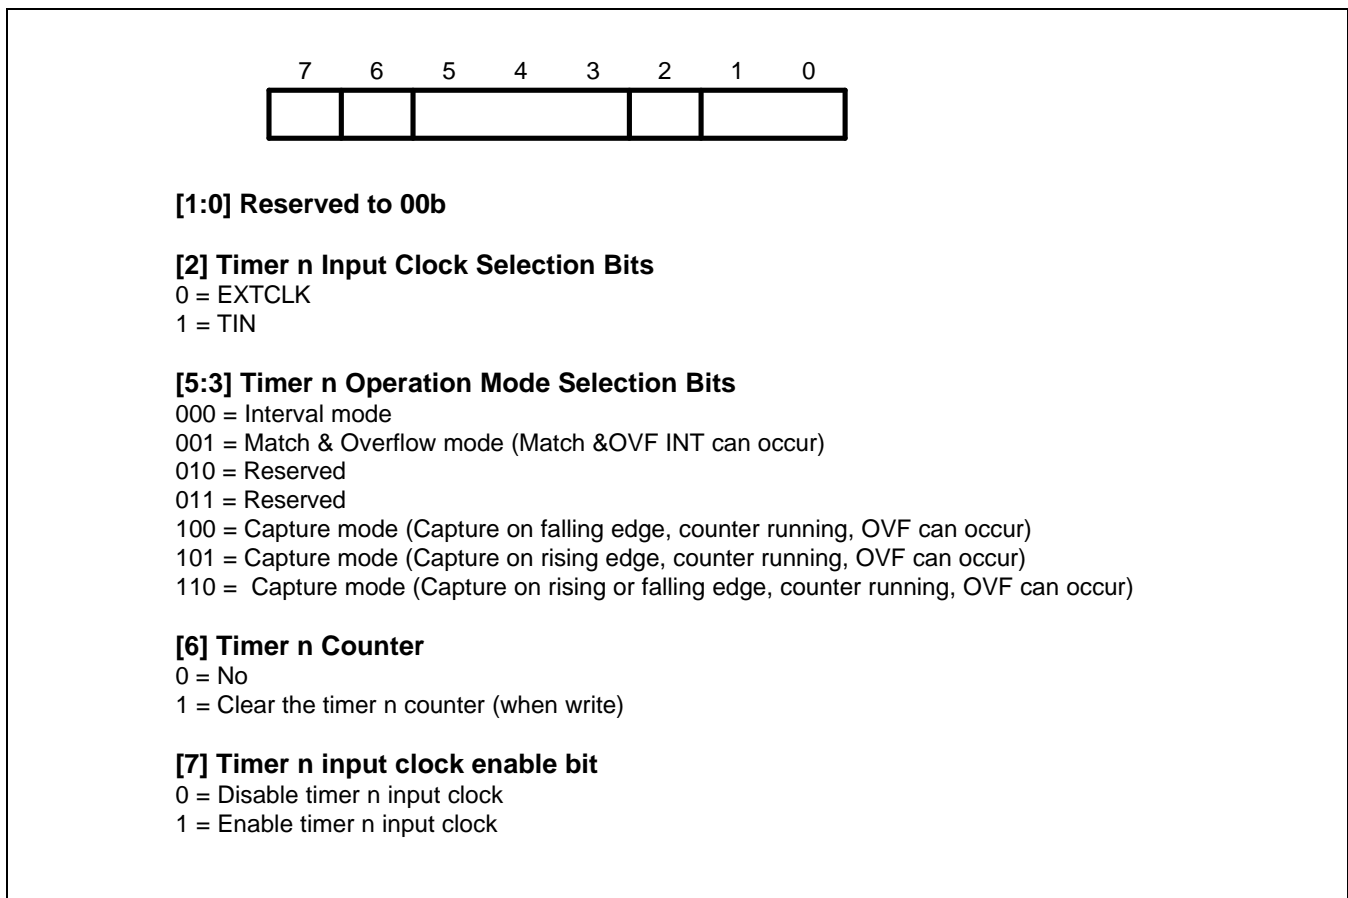 7 6 5 4 3 2 1 0
[1:0] Reserved to 00b
[2] Timer n Input Clock Selection Bits
0 = EXTCLK
1 = TIN
[5:3] Timer n Operation Mode Selection Bits
000 = Interval mode
001 = Match & Overflow mode (Match &OVF INT can occur)
010 = Reserved
011 = Reserved
100 = Capture mode (Capture on falling edge, counter running, OVF can occur)
101 = Capture mode (Capture on rising edge, counter running, OVF can occur)
110 =  Capture mode (Capture on rising or falling edge, counter running, OVF can occur)
[6] Timer n Counter
0 = No
1 = Clear the timer n counter (when write)
[7] Timer n input clock enable bit
0 = Disable timer n input clock
1 = Enable timer n input clock